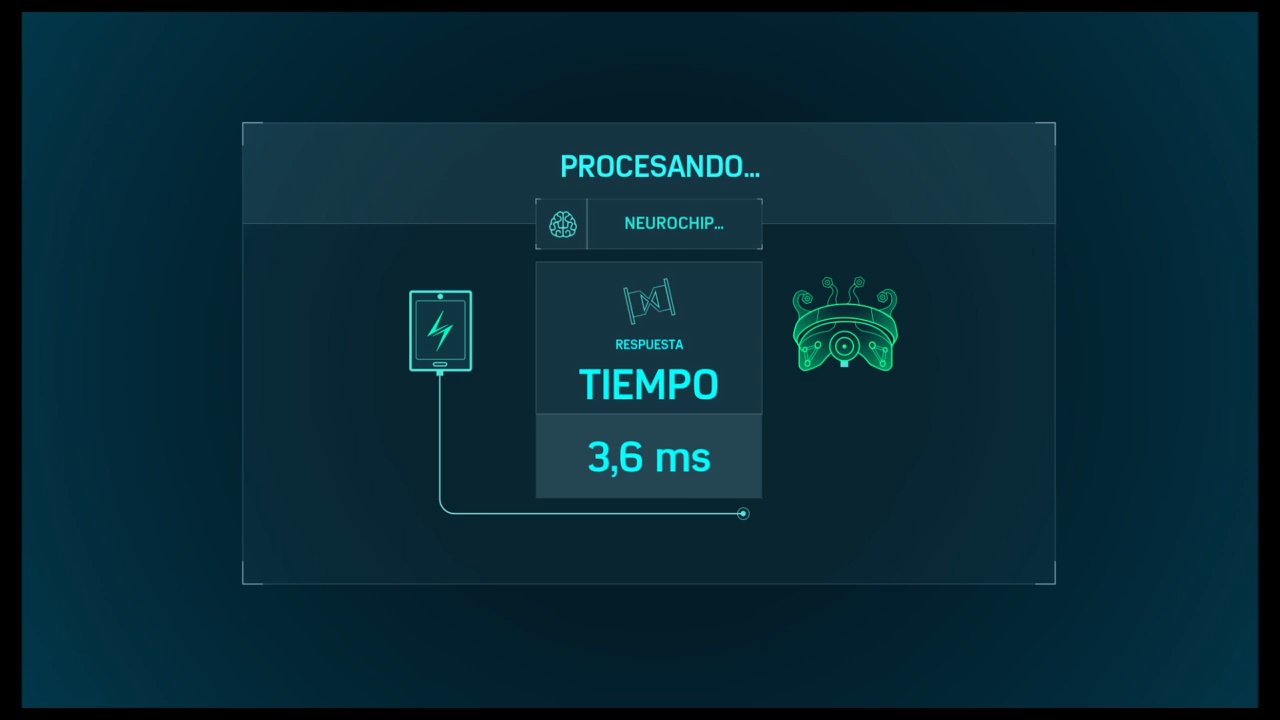 PROCESANDO...
NEUROCHIP...
RESPUESTA
TIEMPO
3,6 ms